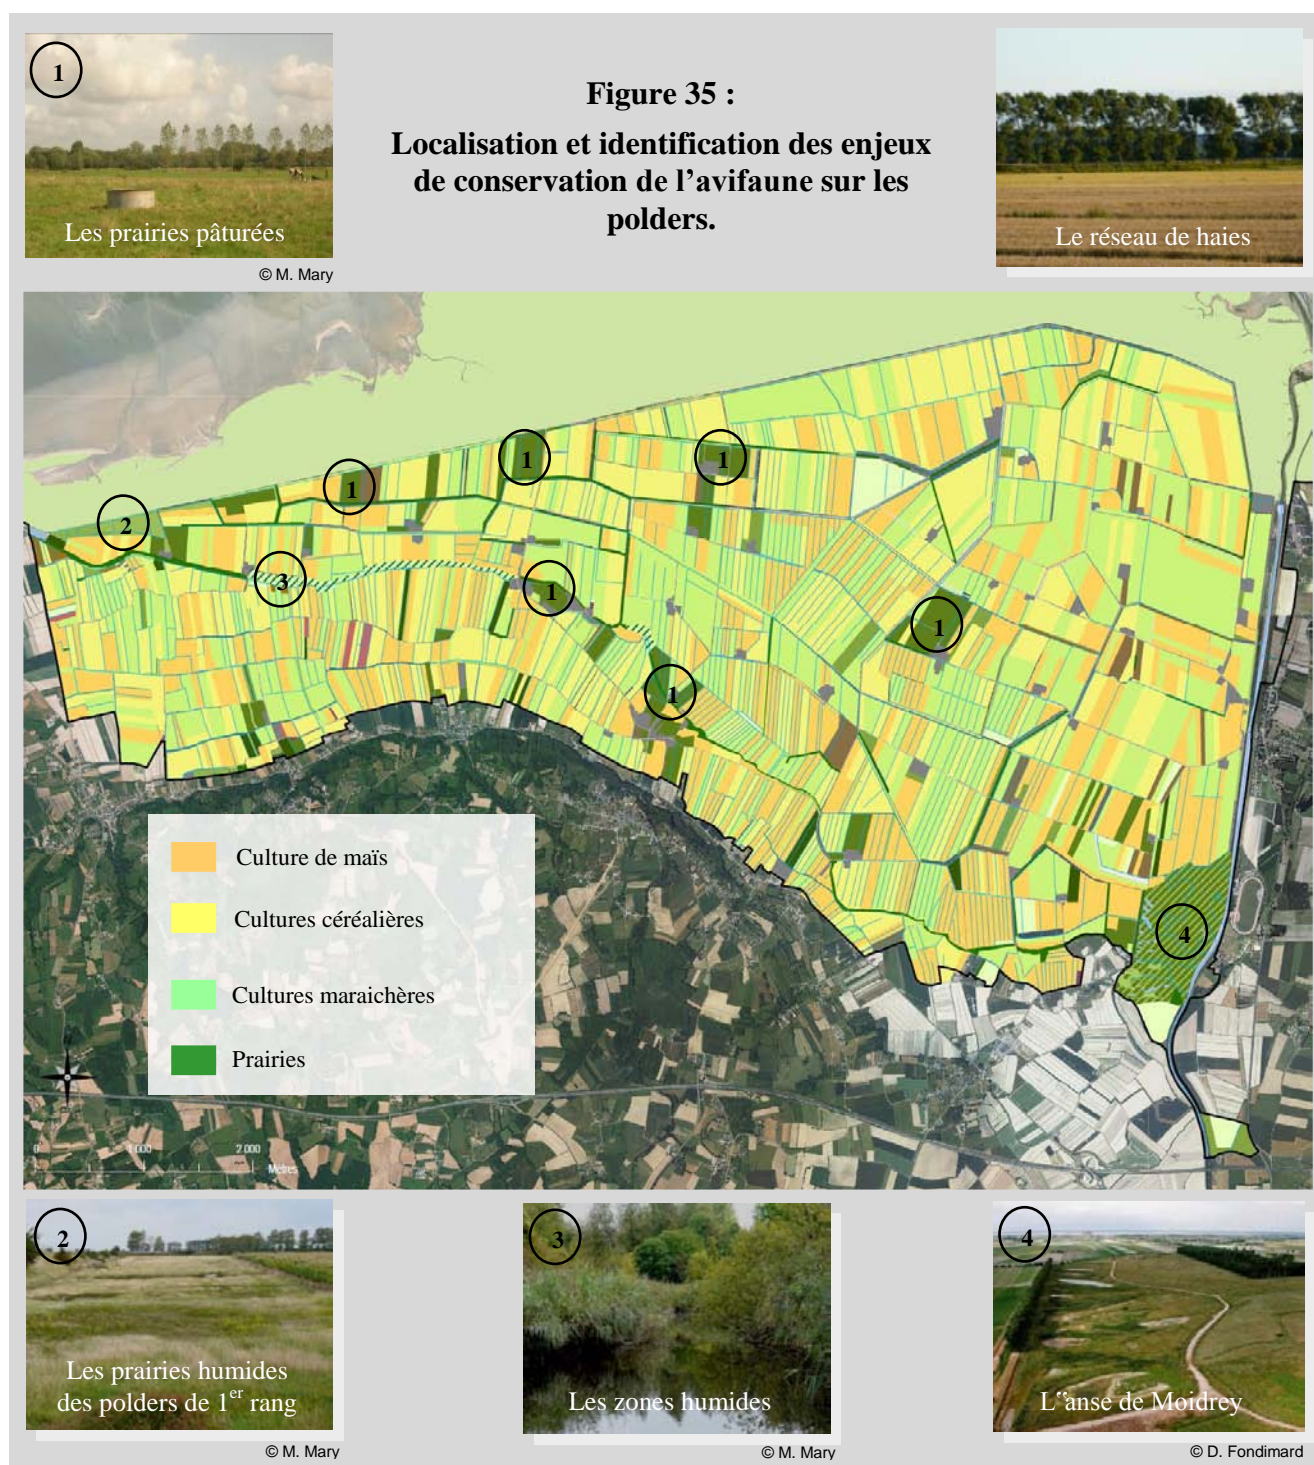 1
Les prairies pâturées
© M. Mary
Figure 35 :
Localisation et identification des enjeux
de conservation de l'avifaune sur les
polders.
Le réseau de haies
1
1
1
2
3
1
1
1
4
Culture de maïs
Cultures céréalières
Cultures maraichères
Prairies
0 1 000 2 000
Mètres
2
Les prairies humides
des polders de 1er rang
© M. Mary
3
Les zones humides
© M. Mary
4
L‟anse de Moidrey
© D. Fondimard